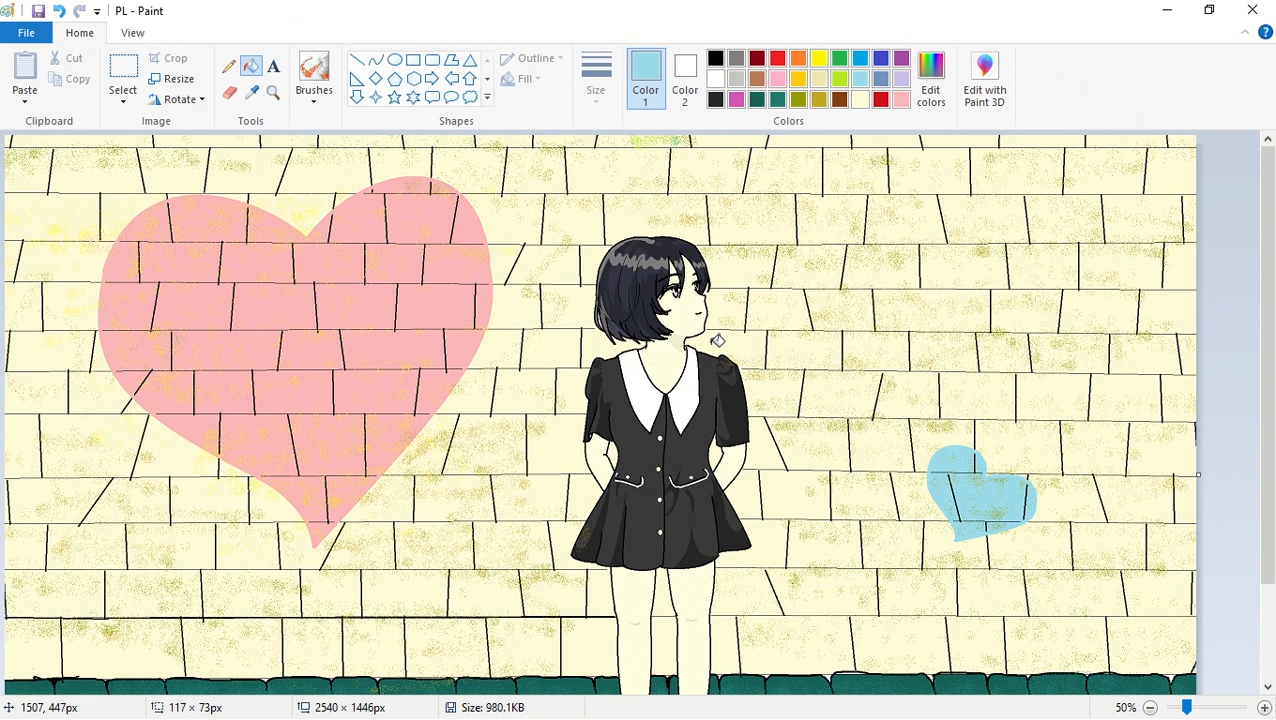 PL - Paint
File Home View
Paste Cut Copy Clipboard
Select Crop Resize Rotate Image
A Tools
Brushes
Outline Fill Shapes
Size
Color 1 Color 2 Edit colors Colors
Edit with Paint 3D
1507, 447px 117 × 73px 2540 × 1446px Size: 980.1KB 50%